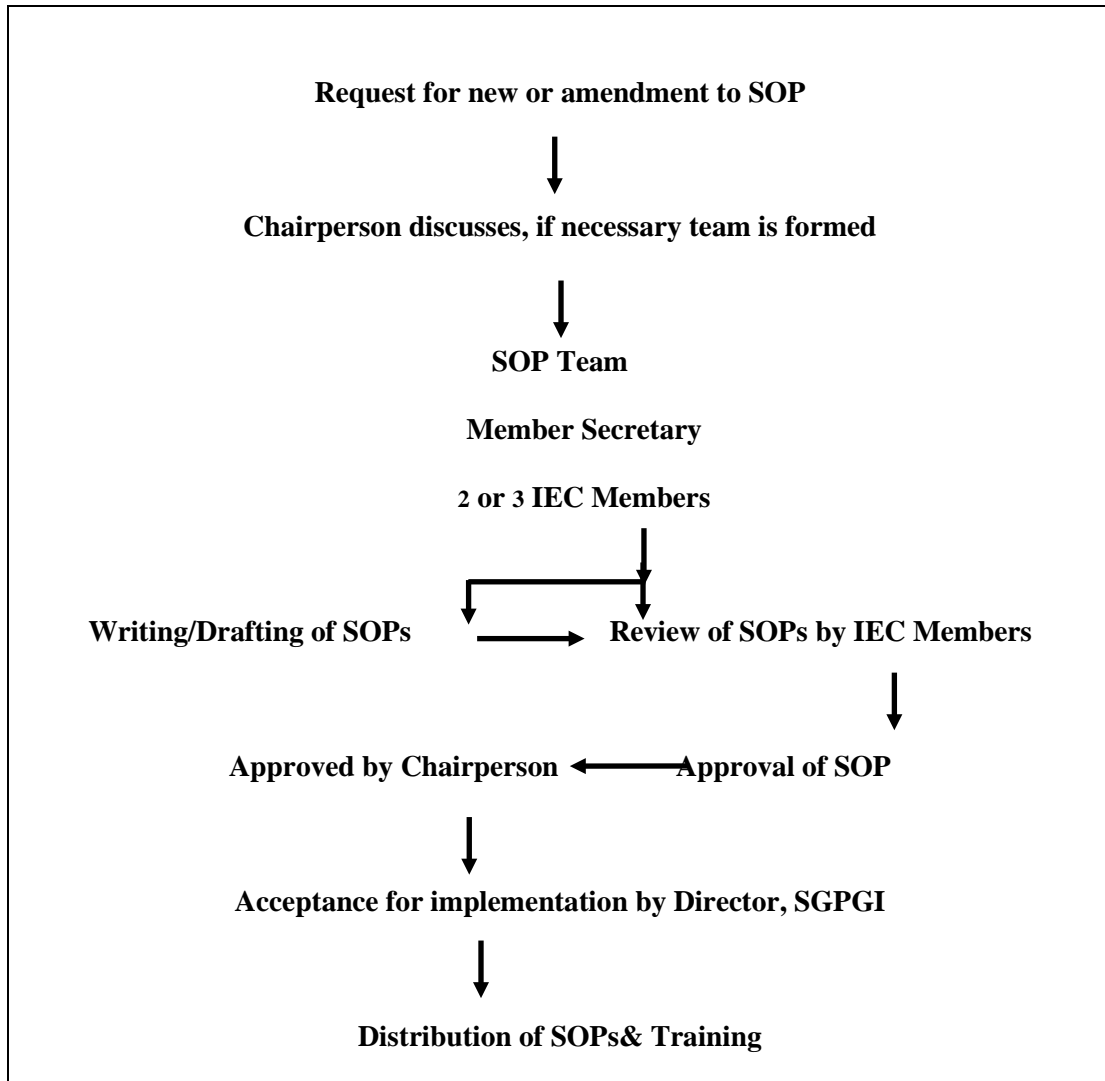 Request for new or amendment to SOP
Chairperson discusses, if necessary team is formed
SOP Team
Member Secretary
2 or 3 IEC Members
Writing/Drafting of SOPs
Review of SOPs by IEC Members
Approved by Chairperson
Approval of SOP
Acceptance for implementation by Director, SGPGI
Distribution of SOPs& Training